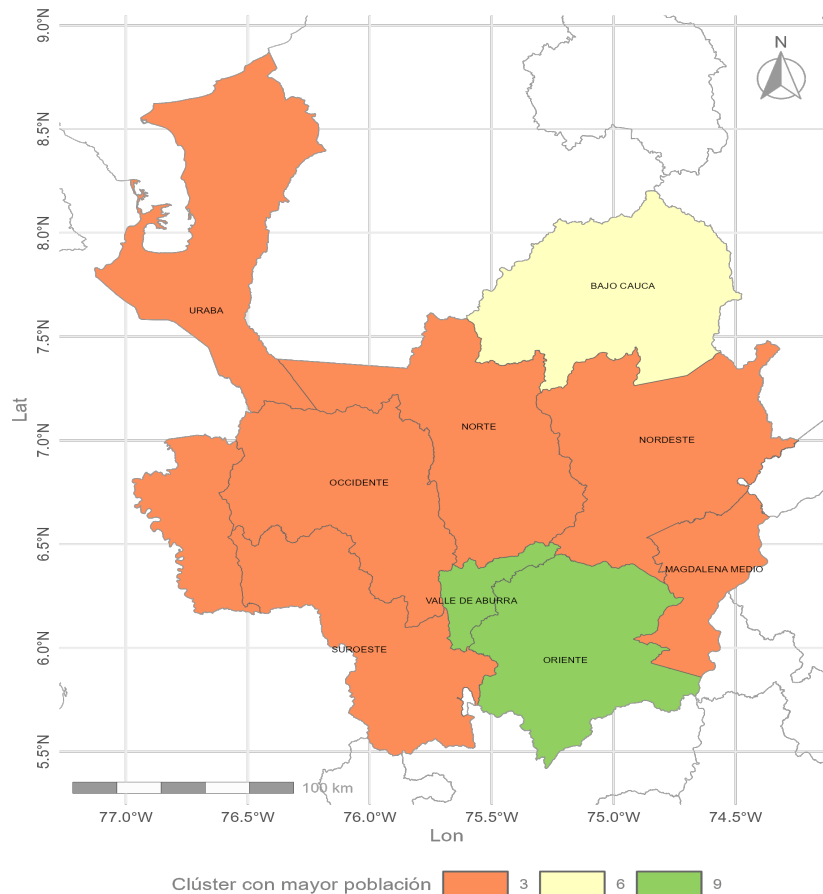 9.0°N
8.5°N
8.0°N
7.5°N
7.0°N
6.5°N
6.0°N
5.5°N
Lat
N
BAJO CAUCA
URABA
NORTE
NORDESTE
OCCIDENTE
MAGDALENA MEDIO
VALLE DE ABURRA
SUROESTE
ORIENTE
100 km
77.0°W 76.5°W 76.0°W 75.5°W 75.0°W 74.5°W
Lon
Clúster con mayor población 3 6 9